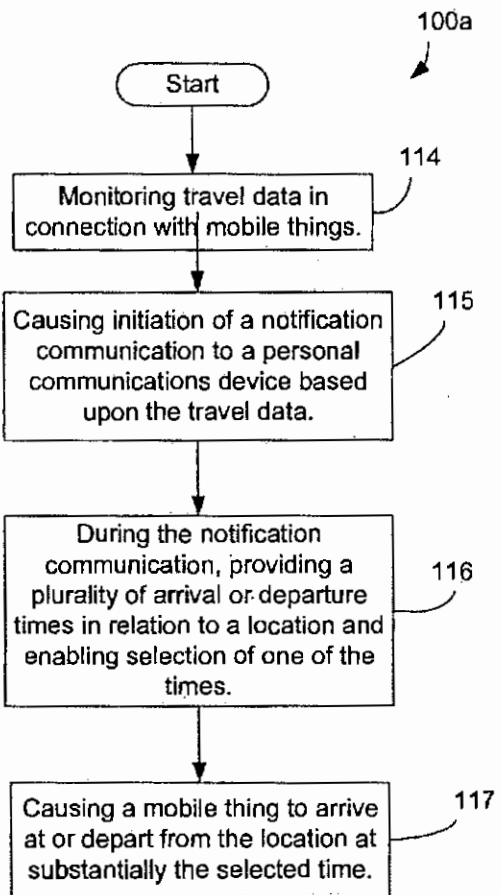 100a
Start
114
Monitoring travel data in
connection with mobile things.
115
Causing initiation of a notification
communication to a personal
communications device based
upon the travel data.
116
During the notification
communication, providing a
plurality of arrival or departure
times in relation to a location and
enabling selection of one of the
times.
117
Causing a mobile thing to arrive
at or depart from the location at
substantially the selected time.